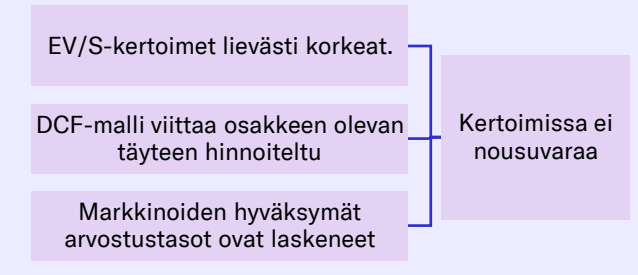 EV/S-kertoimet lievästi korkeat.
DCF-malli viittaa osakkeen olevan
täyteen hinnoiteltu
Markkinoiden hyväksymät
arvostustasot ovat laskeneet
Kertoimissa ei
nousuvaraa